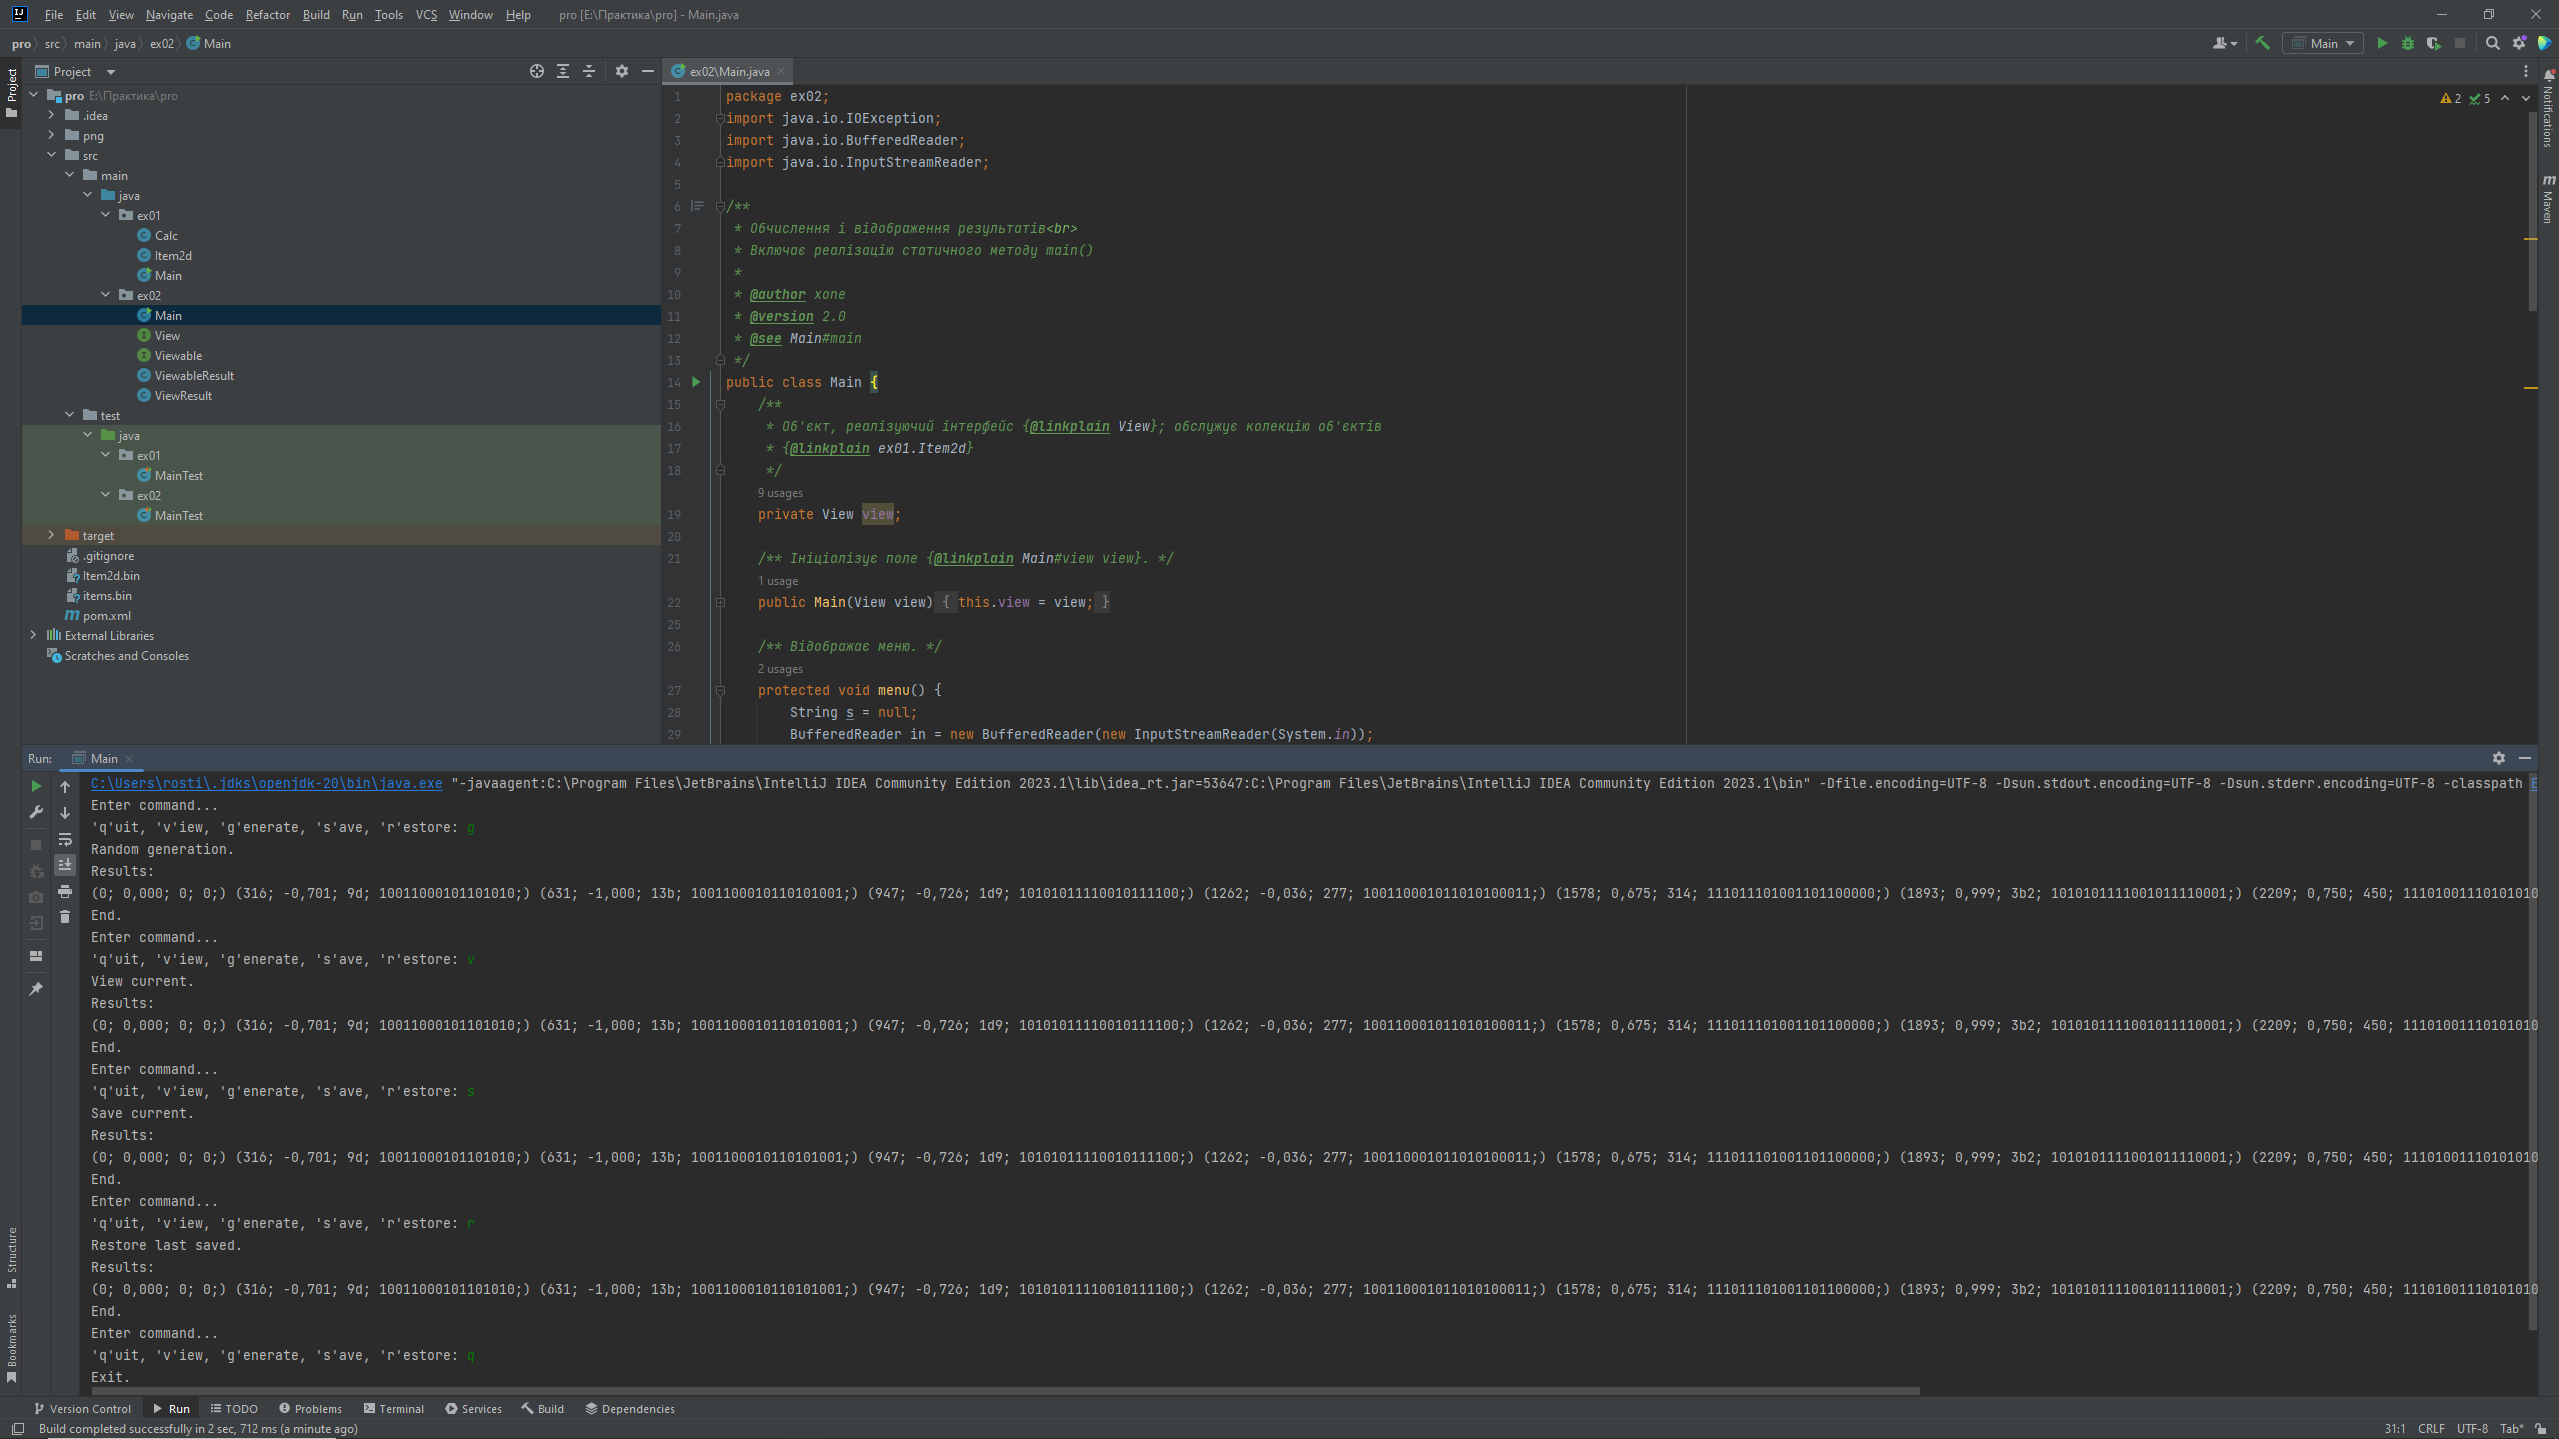 File Edit View Navigate Code Refactor Build Run Tools VCS Window Help pro [E:\Практика\pro] - Main.java
pro src main java ex02 Main
Main
Project
ex02\Main.java
Project
pro E:\Практика\pro
.idea
png
src
main
java
ex01
Calc
Item2d
Main
ex02
Main
View
Viewable
ViewableResult
ViewResult
test
java
ex01
MainTest
ex02
MainTest
target
.gitignore
Item2d.bin
items.bin
pom.xml
External Libraries
Scratches and Consoles
2 5
Notifications
Maven
1 package ex02;
2 import java.io.IOException;
3 import java.io.BufferedReader;
4 import java.io.InputStreamReader;
5
6 /**
7 * Обчислення і відображення результатів<br>
8 * Включає реалізацію статичного методу main()
9 *
10 * @author xone
11 * @version 2.0
12 * @see Main#main
13 */
14 public class Main {
15 /**
16 * Об'єкт, реалізуючий інтерфейс {@linkplain View}; обслужує колекцію об'єктів
17 * {@linkplain ex01.Item2d}
18 */
9 usages
19 private View view;
20
21 /** Ініціалізує поле {@linkplain Main#view view}. */
1 usage
22 public Main(View view) { this.view = view; }
25
26 /** Відображає меню. */
2 usages
27 protected void menu() {
28 String s = null;
29 BufferedReader in = new BufferedReader(new InputStreamReader(System.in));
Run: Main
C:\Users\rosti\.jdks\openjdk-20\bin\java.exe "-javaagent:C:\Program Files\JetBrains\IntelliJ IDEA Community Edition 2023.1\lib\idea_rt.jar=53647:C:\Program Files\JetBrains\IntelliJ IDEA Community Edition 2023.1\bin" -Dfile.encoding=UTF-8 -Dsun.stdout.encoding=UTF-8 -Dsun.stderr.encoding=UTF-8 -classpath E
Enter command...
'q'uit, 'v'iew, 'g'enerate, 's'ave, 'r'estore: g
Random generation.
Results:
(0; 0,000; 0; 0;) (316; -0,701; 9d; 10011000101101010;) (631; -1,000; 13b; 1001100010110101001;) (947; -0,726; 1d9; 10101011110010111100;) (1262; -0,036; 277; 100110001011010100011;) (1578; 0,675; 314; 111011101001101100000;) (1893; 0,999; 3b2; 1010101111001011110001;) (2209; 0,750; 450; 11101001110101010
End.
Enter command...
'q'uit, 'v'iew, 'g'enerate, 's'ave, 'r'estore: v
View current.
Results:
(0; 0,000; 0; 0;) (316; -0,701; 9d; 10011000101101010;) (631; -1,000; 13b; 1001100010110101001;) (947; -0,726; 1d9; 10101011110010111100;) (1262; -0,036; 277; 100110001011010100011;) (1578; 0,675; 314; 111011101001101100000;) (1893; 0,999; 3b2; 1010101111001011110001;) (2209; 0,750; 450; 11101001110101010
End.
Enter command...
'q'uit, 'v'iew, 'g'enerate, 's'ave, 'r'estore: s
Save current.
Results:
(0; 0,000; 0; 0;) (316; -0,701; 9d; 10011000101101010;) (631; -1,000; 13b; 1001100010110101001;) (947; -0,726; 1d9; 10101011110010111100;) (1262; -0,036; 277; 100110001011010100011;) (1578; 0,675; 314; 111011101001101100000;) (1893; 0,999; 3b2; 1010101111001011110001;) (2209; 0,750; 450; 11101001110101010
End.
Enter command...
'q'uit, 'v'iew, 'g'enerate, 's'ave, 'r'estore: r
Restore last saved.
Results:
(0; 0,000; 0; 0;) (316; -0,701; 9d; 10011000101101010;) (631; -1,000; 13b; 1001100010110101001;) (947; -0,726; 1d9; 10101011110010111100;) (1262; -0,036; 277; 100110001011010100011;) (1578; 0,675; 314; 111011101001101100000;) (1893; 0,999; 3b2; 1010101111001011110001;) (2209; 0,750; 450; 11101001110101010
End.
Enter command...
'q'uit, 'v'iew, 'g'enerate, 's'ave, 'r'estore: q
Exit.
Structure
Bookmarks
Version Control Run TODO Problems Terminal Services Build Dependencies
Build completed successfully in 2 sec, 712 ms (a minute ago) 31:1 CRLF UTF-8 Tab*